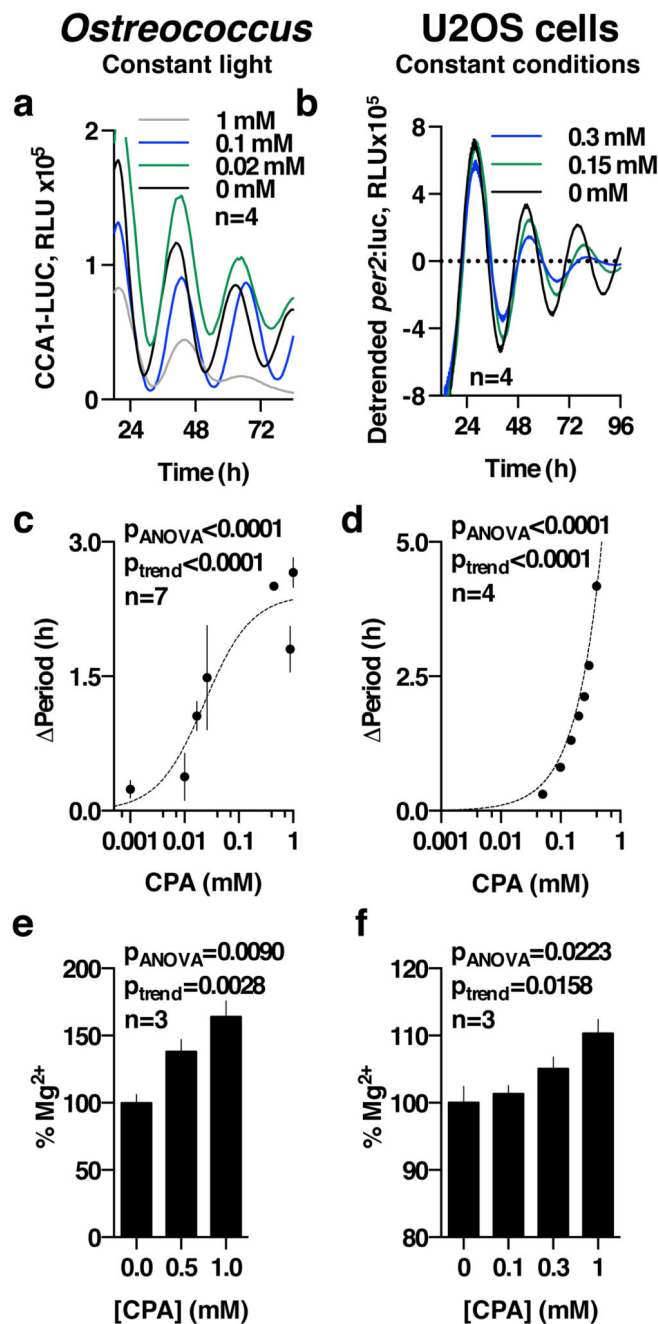 Ostreococcus
Constant light
U2OS cells
Constant conditions
a
1 mM
0.1 mM
0.02 mM
0 mM
n=4
CCA1-LUC, RLU x10⁵
2
1
0
24 48 72
Time (h)
b
0.3 mM
0.15 mM
0 mM
n=4
Detrended per2:luc, RLUx10⁵
8
4
0
-4
-8
24 48 72 96
Time (h)
c
pANOVA<0.0001
ptrend<0.0001
n=7
ΔPeriod (h)
3.0
1.5
0.0
0.001 0.01 0.1 1
CPA (mM)
d
pANOVA<0.0001
ptrend<0.0001
n=4
ΔPeriod (h)
5.0
2.5
0.0
0.001 0.01 0.1 1
CPA (mM)
e
pANOVA=0.0090
ptrend=0.0028
n=3
% Mg²⁺
200
150
100
50
0
0.0 0.5 1.0
[CPA] (mM)
f
pANOVA=0.0223
ptrend=0.0158
n=3
% Mg²⁺
120
110
100
90
80
0 0.1 0.3 1
[CPA] (mM)